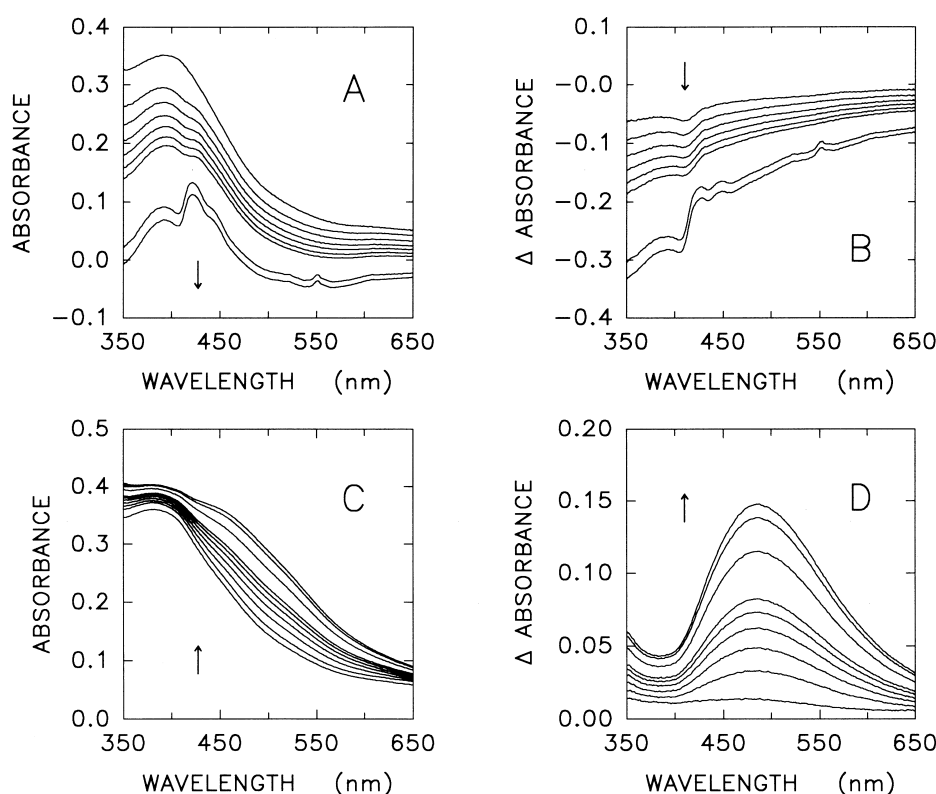 0.4
0.3
0.2
0.1
0.0
−0.1
350 450 550 650
WAVELENGTH (nm)
ABSORBANCE
A
−0.1
−0.0
−0.1
−0.2
−0.3
−0.4
350 450 550 650
WAVELENGTH (nm)
Δ ABSORBANCE
B
0.5
0.4
0.3
0.2
0.1
0.0
350 450 550 650
WAVELENGTH (nm)
ABSORBANCE
C
0.20
0.15
0.10
0.05
0.00
350 450 550 650
WAVELENGTH (nm)
Δ ABSORBANCE
D